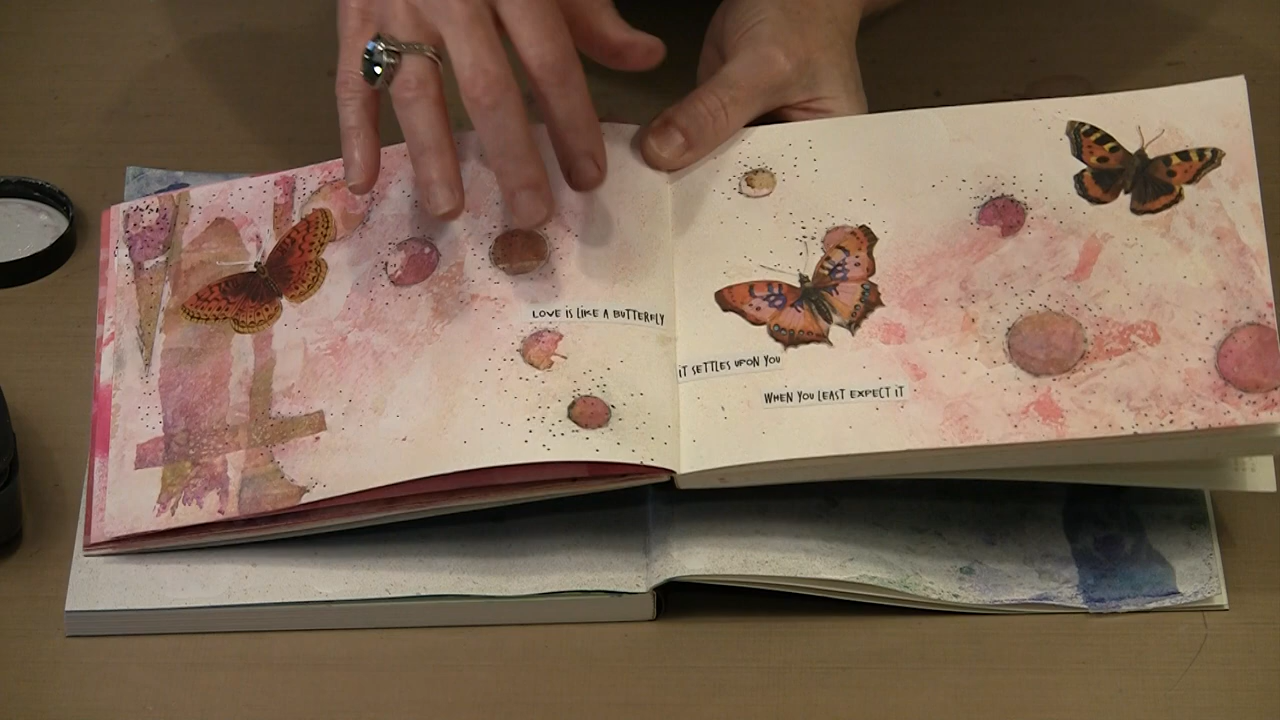 LOVE iS LiKE A BUTTERFLY
iT SETTLES UPON YOU
WHEN YOU LEAST EXPECT iT